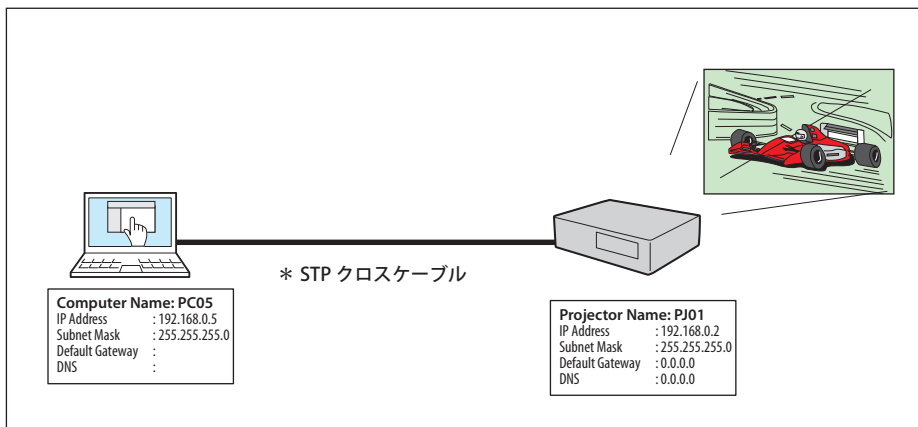 ＊ STP クロスケーブル
Computer Name: PC05
IP Address : 192.168.0.5
Subnet Mask : 255.255.255.0
Default Gateway :
DNS :
Projector Name: PJ01
IP Address : 192.168.0.2
Subnet Mask : 255.255.255.0
Default Gateway : 0.0.0.0
DNS : 0.0.0.0